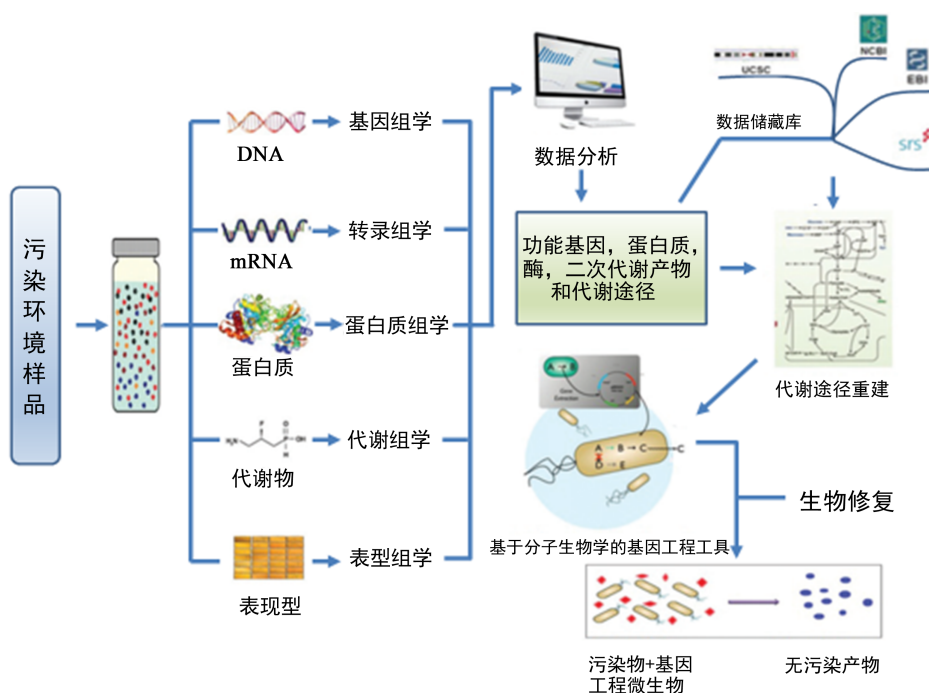 污染环境样品
DNA
基因组学
mRNA
转录组学
蛋白质
蛋白质组学
代谢物
代谢组学
表现型
表型组学
数据分析
功能基因，蛋白质，
酶，二次代谢产物
和代谢途径
UCSC
NCBI
EBI
srs
数据储藏库
代谢途径重建
F
O
H₂N
OH
H
A
B
Gene
Extraction
A
B
C
C
D
E
基于分子生物学的基因工程工具
生物修复
污染物+基因
工程微生物
无污染产物